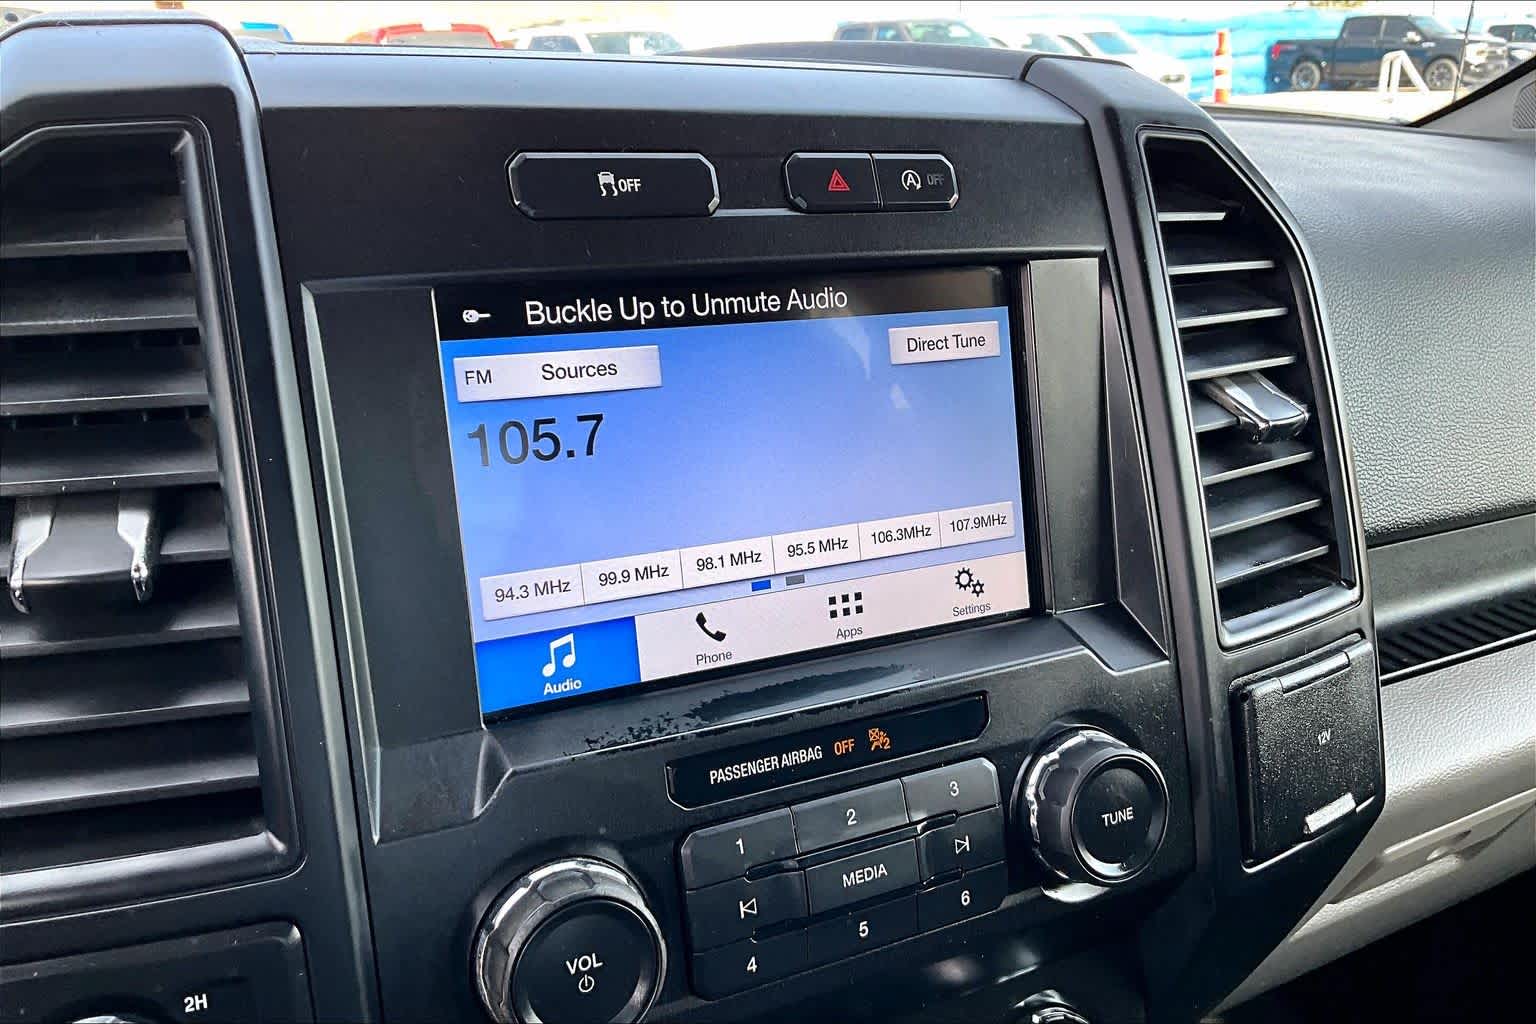 OFF
OFF
Buckle Up to Unmute Audio
FM Sources
Direct Tune
105.7
94.3 MHz 99.9 MHz 98.1 MHz 95.5 MHz 106.3MHz 107.9MHz
Audio Phone Apps Settings
PASSENGER AIRBAG OFF 2
1 2 3
MEDIA
4 5 6
TUNE
12V
VOL
2H